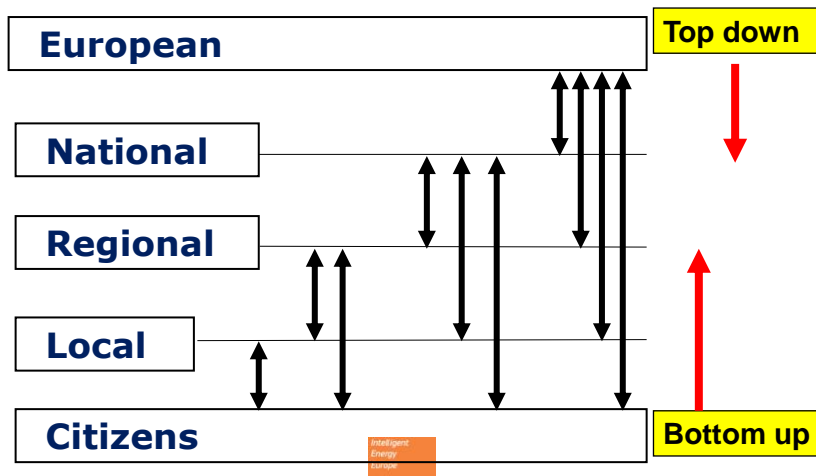 European
Top down
National
Regional
Local
Citizens
Bottom up
Intelligent
Energy
Europe